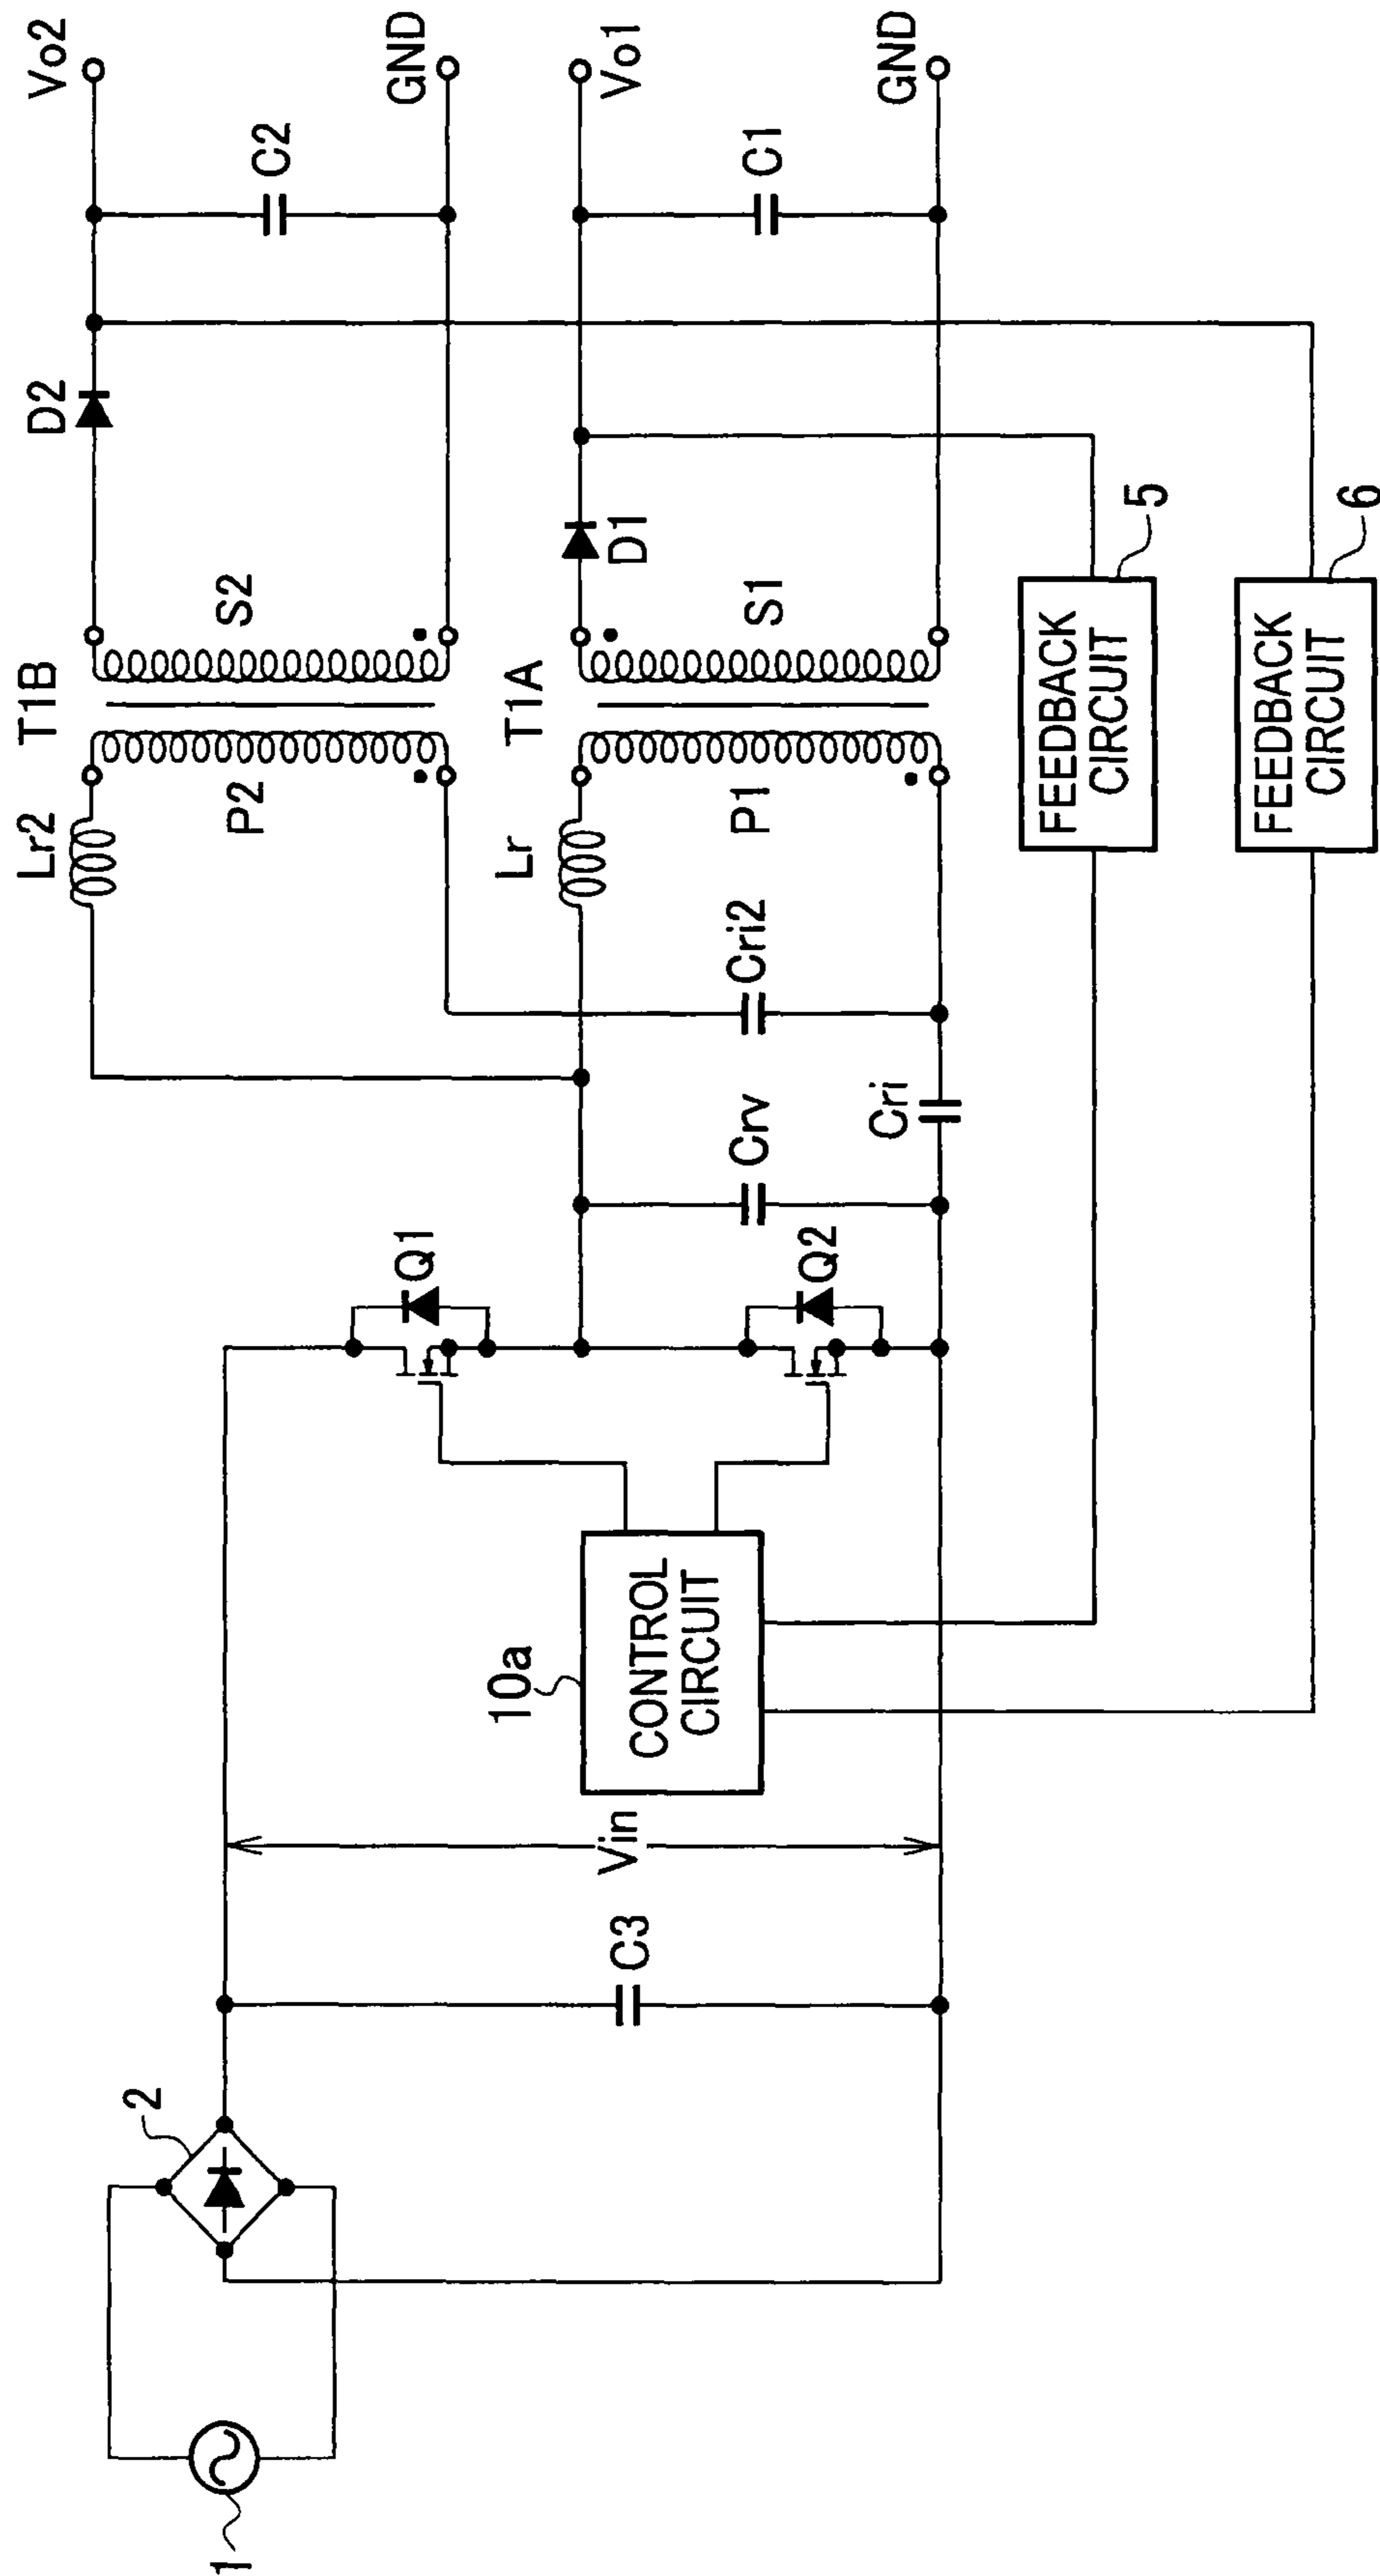 1
2
C3
Vin
10a
CONTROL
CIRCUIT
Q1
Q2
Crv
Cri
Cri2
Lr2
Lr
P2
P1
T1B
T1A
S2
S1
D2
D1
C2
C1
Vo2
GND
Vo1
GND
FEEDBACK
CIRCUIT
5
FEEDBACK
CIRCUIT
6